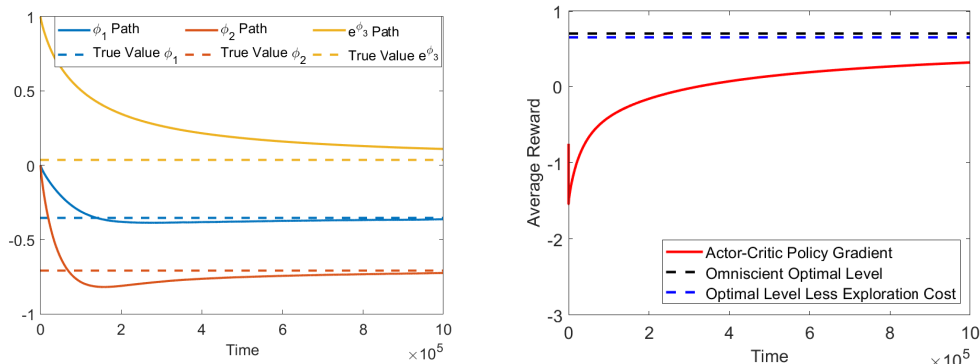 1
0.5
0
-0.5
-1
ϕ1 Path
ϕ2 Path
e^ϕ3 Path
True Value ϕ1
True Value ϕ2
True Value e^ϕ3
0
2
4
6
8
10
Time
×10^5
1
0
-1
-2
-3
Average Reward
Actor-Critic Policy Gradient
Omniscient Optimal Level
Optimal Level Less Exploration Cost
0
2
4
6
8
10
Time
×10^5